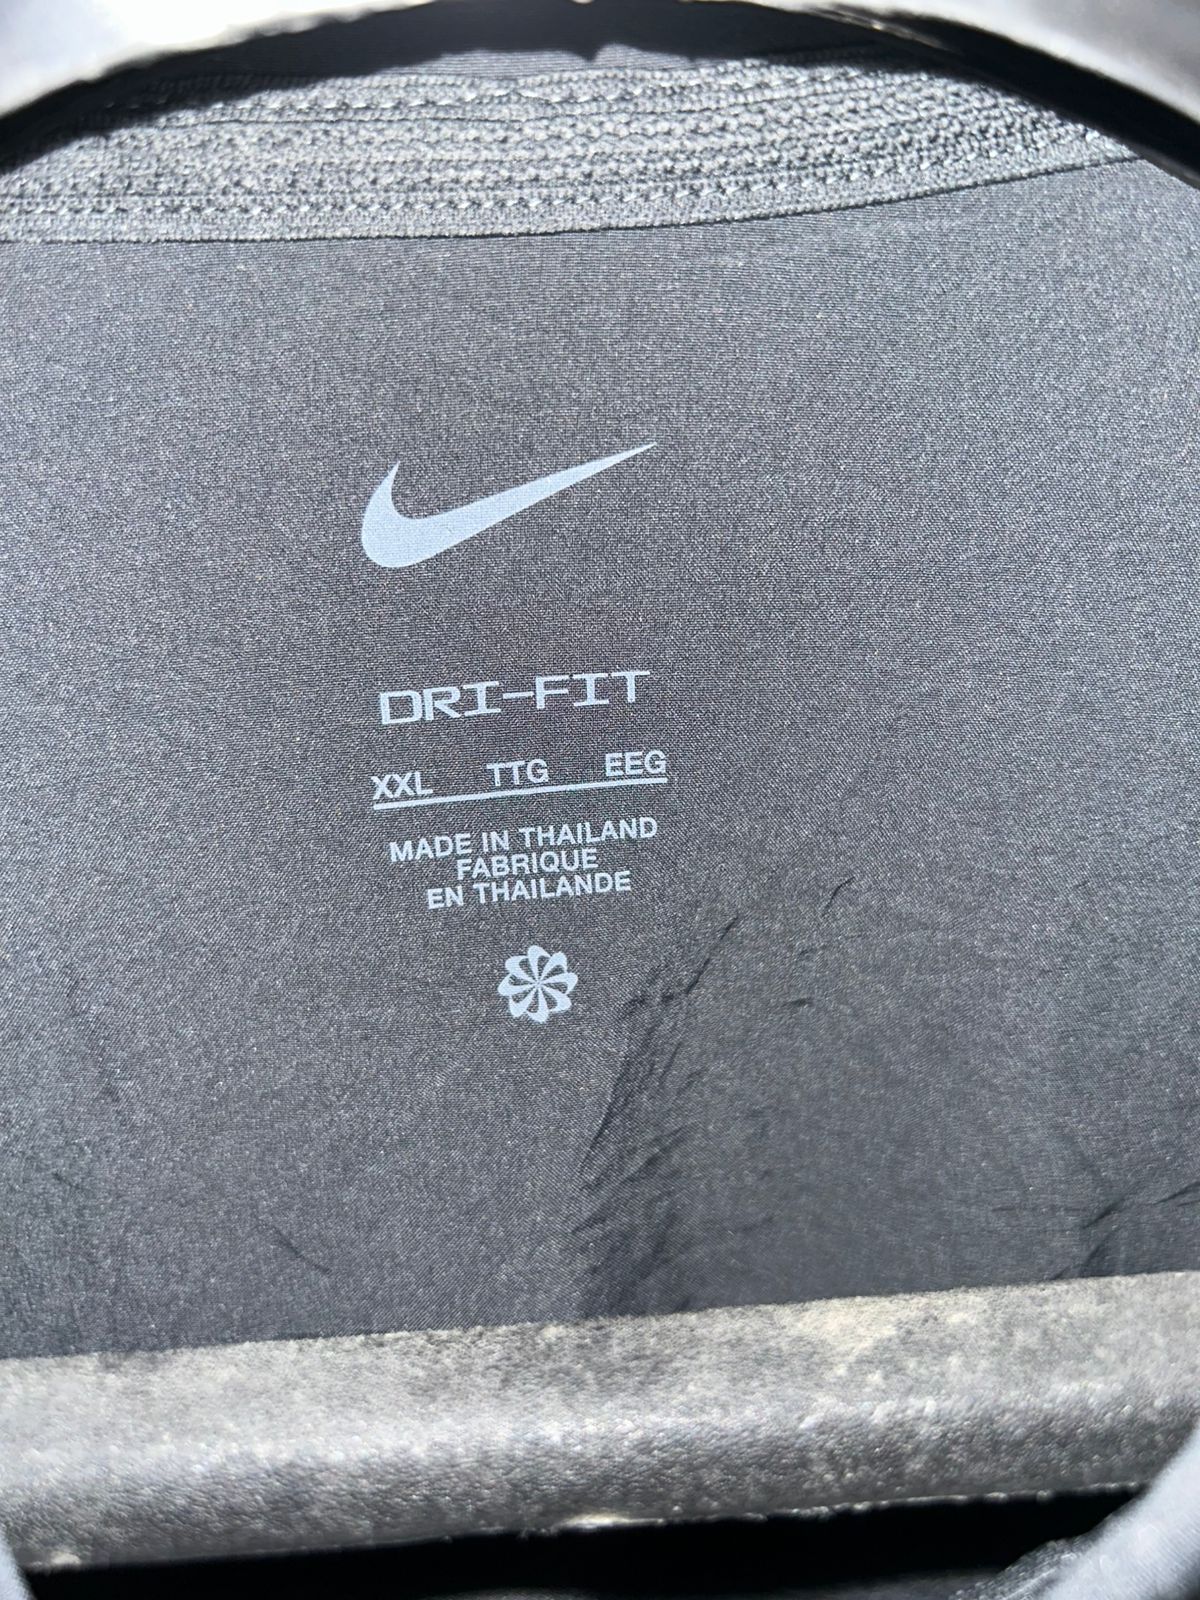 DRI-FIT
XXL TTG EEG
MADE IN THAILAND
FABRIQUE
EN THAILANDE